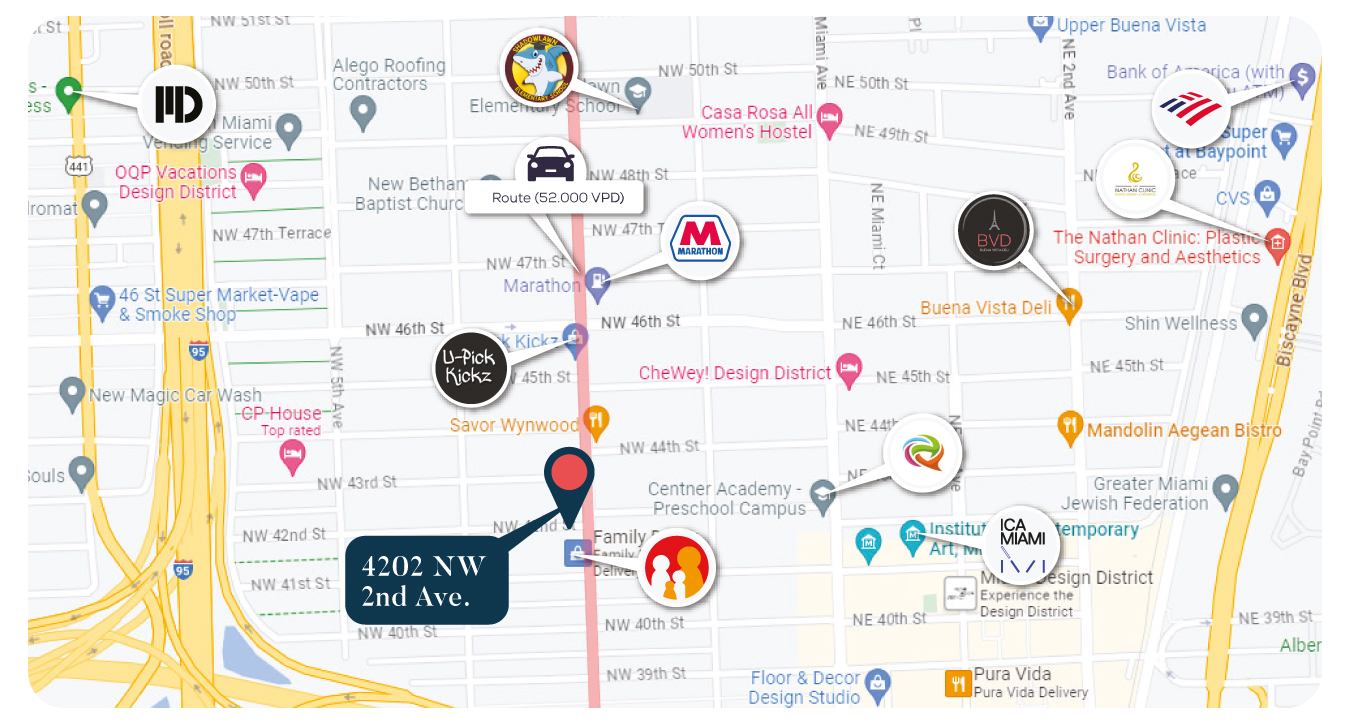 NW 51st St
NW 51st St
Upper Buena Vista
Alego Roofing
Contractors
NW 50th St
SHADOWLAWN
ELEMENTARY SCHOOL
Elementary School
NW 50th St
NE 50th St
Miami Ave
Pl
NE 2nd Ave
Bank of America (with
Miami
Vending Service
Casa Rosa All
Women's Hostel
NE 49th St
Super
t at Baypoint
441
OQP Vacations
Design District
New Bethany
Baptist Church
NW 48th St
Route (52.000 VPD)
NATHAN CLINIC
CVS
NW 47th Terrace
NW 47th T
MARATHON
NE Miami Ct
BVD
The Nathan Clinic: Plastic
Surgery and Aesthetics
NW 47th St
Marathon
46 St Super Market-Vape
& Smoke Shop
Buena Vista Deli
Shin Wellness
Biscayne Blvd
NW 46th St
NW 46th St
NE 46th St
k Kickz
U-Pick
Kickz
95
NW 5th Ave
45th St
CheWey! Design District
NE 45th St
NE 45th St
New Magic Car Wash
CP House
Top rated
Savor Wynwood
NE 44th
Mandolin Aegean Bistro
NW 44th St
Bay Point Rd
Souls
NW 43rd St
Centner Academy -
Preschool Campus
Greater Miami
Jewish Federation
NW 42nd St
Family D
Family
Delivery
4202 NW
2nd Ave.
ICA
MIAMI
Institute
Contemporary
Art, M
95
NW 41st St
Miami Design District
Experience the
Design District
NW 40th St
NW 40th St
NE 40th St
NE 39th St
Alber
NW 39th St
Floor & Decor
Design Studio
Pura Vida
Pura Vida Delivery